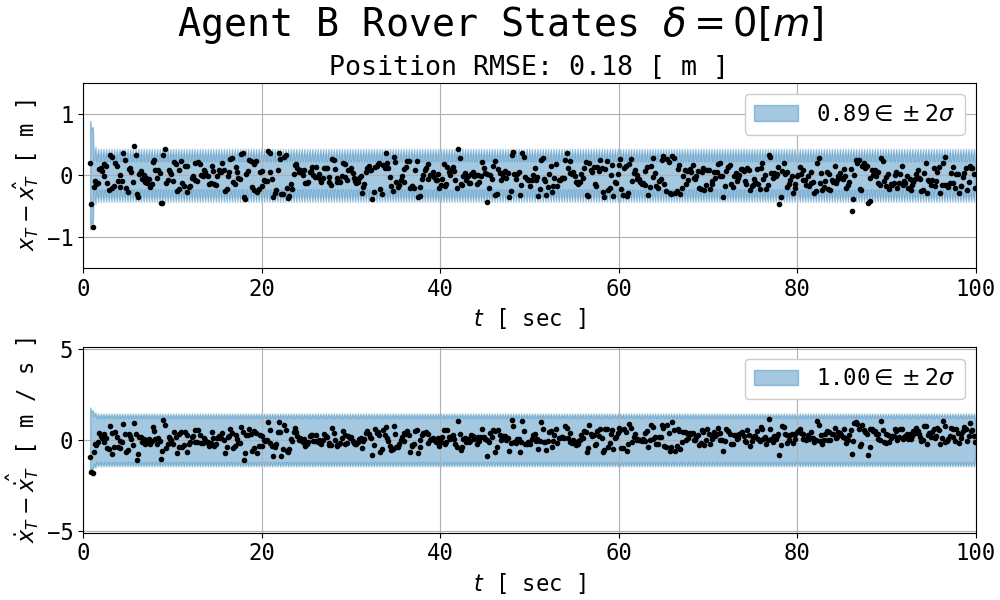 Agent B Rover States δ = 0[m]
Position RMSE: 0.18 [ m ]
x_T − x̂_T [ m ]
1
0
−1
0.89 ∈ ±2σ
0 20 40 60 80 100
t [ sec ]
ẋ_T − ẋ̂_T [ m / s ]
5
0
−5
1.00 ∈ ±2σ
0 20 40 60 80 100
t [ sec ]